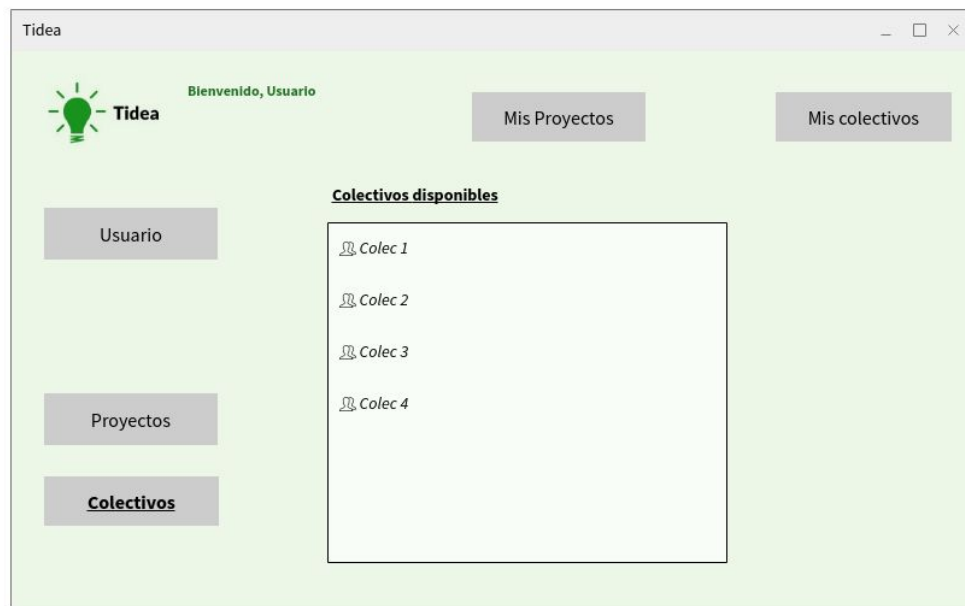 Tidea
Bienvenido, Usuario
Tidea
Mis Proyectos
Mis colectivos
Colectivos disponibles
Usuario
Colec 1
Colec 2
Colec 3
Colec 4
Proyectos
Colectivos